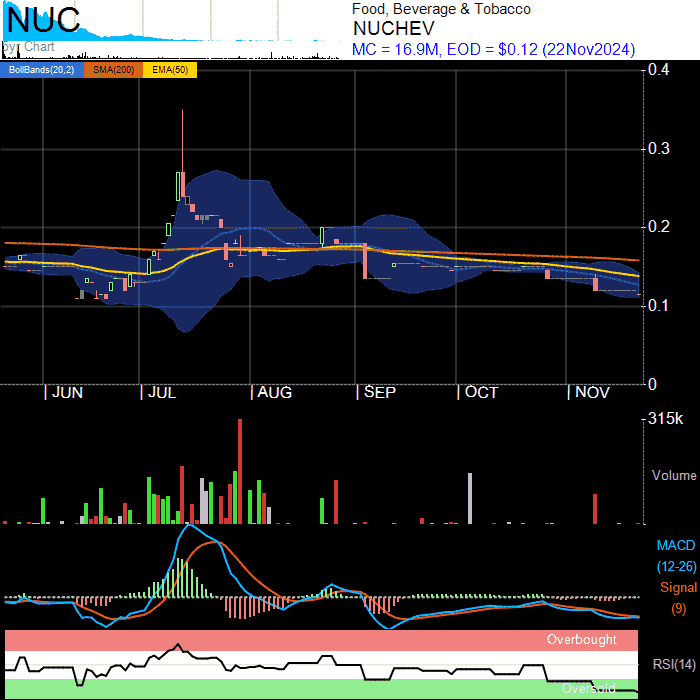 NUC
5yr Chart
Food, Beverage & Tobacco
NUCHEV
MC = 16.9M, EOD = $0.12 (22Nov2024)
BollBands(20,2) SMA(200) EMA(50)
0.4
0.3
0.2
0.1
0
JUN JUL AUG SEP OCT NOV
315k
Volume
MACD
(12-26)
Signal
(9)
Overbought
RSI(14)
Oversold